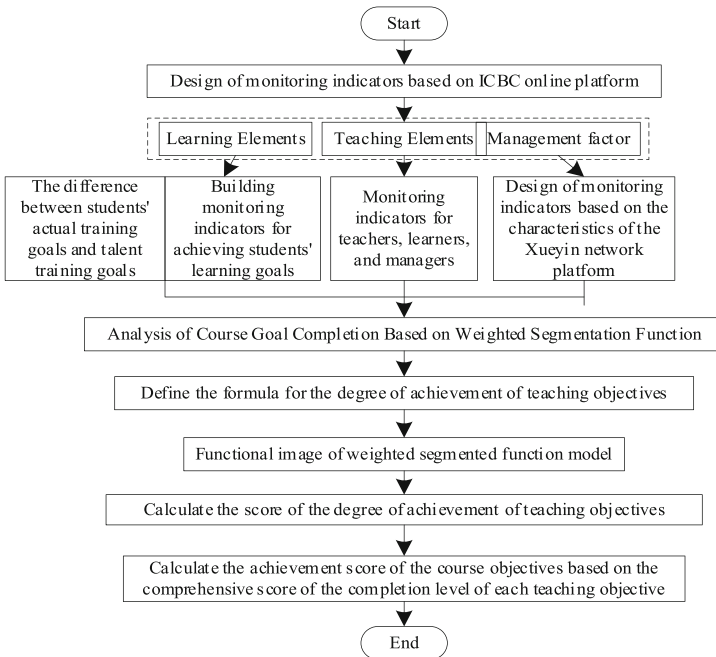 Start
Design of monitoring indicators based on ICBC online platform
Learning Elements
Teaching Elements
Management factor
The difference
between students'
actual training
goals and talent
training goals
Building
monitoring
indicators for
achieving students'
learning goals
Monitoring
indicators for
teachers, learners,
and managers
Design of monitoring
indicators based on the
characteristics of the
Xueyin network
platform
Analysis of Course Goal Completion Based on Weighted Segmentation Function
Define the formula for the degree of achievement of teaching objectives
Functional image of weighted segmented function model
Calculate the score of the degree of achievement of teaching objectives
Calculate the achievement score of the course objectives based on the
comprehensive score of the completion level of each teaching objective
End